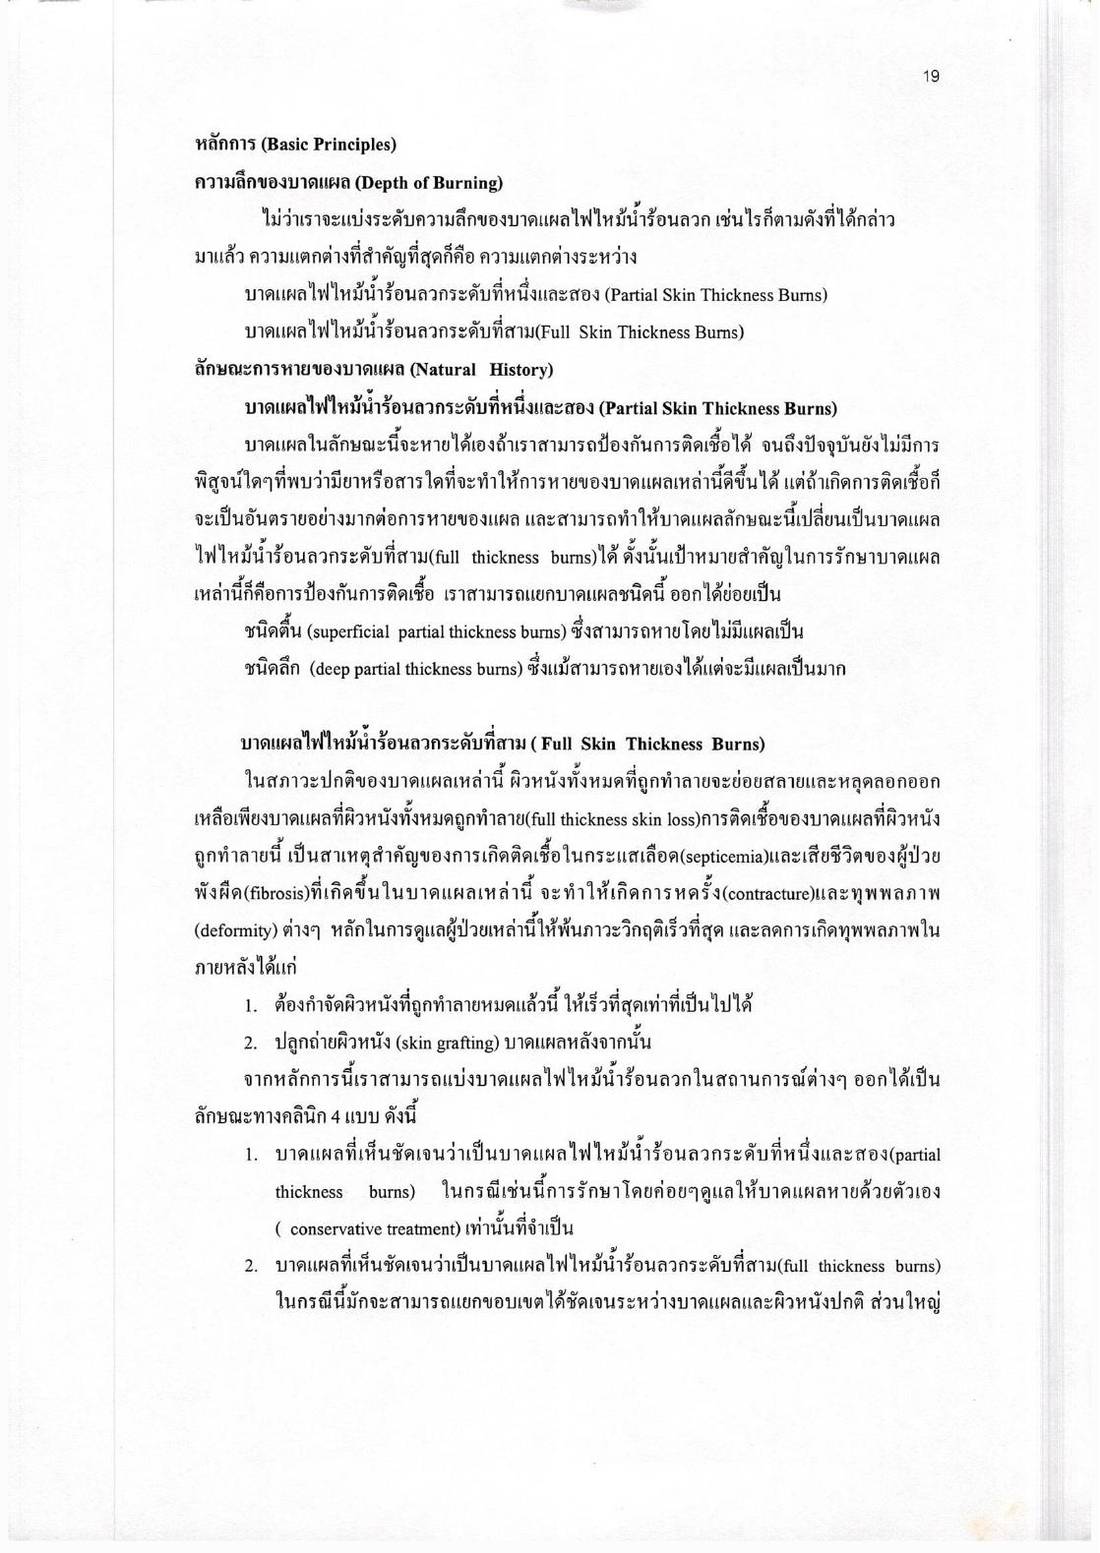 19
หลักการ (Basic Principles)
ความลึกของบาดแผล (Depth of Burning)
ไม่ว่าเราจะแบ่งระดับความลึกของบาดแผลไฟไหม้น้ำร้อนลวก เช่นไรก็ตามดังที่ได้กล่าว
มาแล้ว ความแตกต่างที่สำคัญที่สุดก็คือ ความแตกต่างระหว่าง
บาดแผลไฟไหม้น้ำร้อนลวกระดับที่หนึ่งและสอง (Partial Skin Thickness Burns)
บาดแผลไฟไหม้น้ำร้อนลวกระดับที่สาม(Full Skin Thickness Burns)
ลักษณะการหายของบาดแผล (Natural History)
บาดแผลไฟไหม้น้ำร้อนลวกระดับที่หนึ่งและสอง (Partial Skin Thickness Burns)
บาดแผลในลักษณะนี้จะหายได้เองถ้าเราสามารถป้องกันการติดเชื้อได้ จนถึงปัจจุบันยังไม่มีการ
พิสูจน์ใดๆที่พบว่ามียาหรือสารใดที่จะทำให้การหายของบาดแผลเหล่านี้ดีขึ้นได้ แต่ถ้าเกิดการติดเชื้อก็
จะเป็นอันตรายอย่างมากต่อการหายของแผล และสามารถทำให้บาดแผลลักษณะนี้เปลี่ยนเป็นบาดแผล
ไฟไหม้น้ำร้อนลวกระดับที่สาม(full thickness burns)ได้ ดั้งนั้นเป้าหมายสำคัญในการรักษาบาดแผล
เหล่านี้ก็คือการป้องกันการติดเชื้อ เราสามารถแยกบาดแผลชนิดนี้ ออกได้ย่อยเป็น
ชนิดตื้น (superficial partial thickness burns) ซึ่งสามารถหายโดยไม่มีแผลเป็น
ชนิดลึก (deep partial thickness burns) ซึ่งแม้สามารถหายเองได้แต่จะมีแผลเป็นมาก
บาดแผลไฟไหม้น้ำร้อนลวกระดับที่สาม ( Full Skin Thickness Burns)
ในสภาวะปกติของบาดแผลเหล่านี้ ผิวหนังทั้งหมดที่ถูกทำลายจะย่อยสลายและหลุดลอกออก
เหลือเพียงบาดแผลที่ผิวหนังทั้งหมดถูกทำลาย(full thickness skin loss)การติดเชื้อของบาดแผลที่ผิวหนัง
ถูกทำลายนี้ เป็นสาเหตุสำคัญของการเกิดติดเชื้อในกระแสเลือด(septicemia)และเสียชีวิตของผู้ป่วย
พังผืด(fibrosis)ที่เกิดขึ้นในบาดแผลเหล่านี้ จะทำให้เกิดการหดรั้ง(contracture)และทุพพลภาพ
(deformity) ต่างๆ หลักในการดูแลผู้ป่วยเหล่านี้ให้พ้นภาวะวิกฤติเร็วที่สุด และลดการเกิดทุพพลภาพใน
ภายหลังได้แก่
1. ต้องกำจัดผิวหนังที่ถูกทำลายหมดแล้วนี้ ให้เร็วที่สุดเท่าที่เป็นไปได้
2. ปลูกถ่ายผิวหนัง (skin grafting) บาดแผลหลังจากนั้น
จากหลักการนี้เราสามารถแบ่งบาดแผลไฟไหม้น้ำร้อนลวกในสถานการณ์ต่างๆ ออกได้เป็น
ลักษณะทางคลินิก 4 แบบ ดังนี้
1. บาดแผลที่เห็นชัดเจนว่าเป็นบาดแผลไฟไหม้น้ำร้อนลวกระดับที่หนึ่งและสอง(partial
thickness burns) ในกรณีเช่นนี้การรักษาโดยค่อยๆดูแลให้บาดแผลหายด้วยตัวเอง
( conservative treatment) เท่านั้นที่จำเป็น
2. บาดแผลที่เห็นชัดเจนว่าเป็นบาดแผลไฟไหม้น้ำร้อนลวกระดับที่สาม(full thickness burns)
ในกรณีนี้มักจะสามารถแยกขอบเขตได้ชัดเจนระหว่างบาดแผลและผิวหนังปกติ ส่วนใหญ่